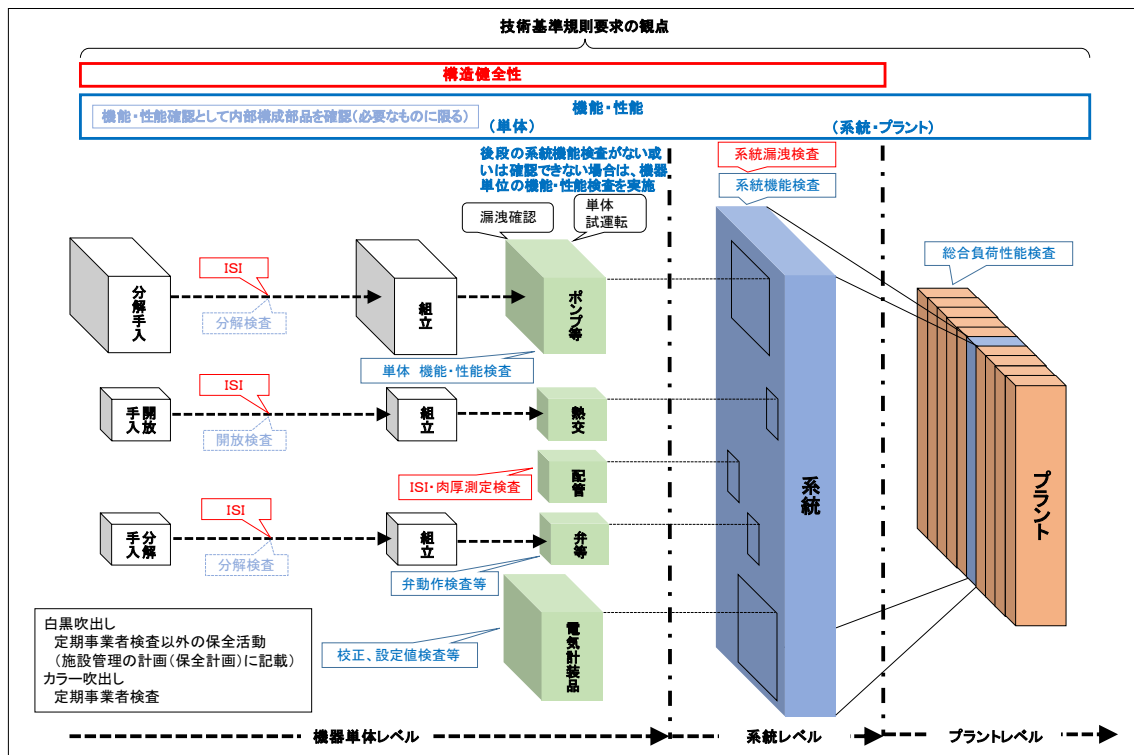 技術基準規則要求の観点
構造健全性
機能・性能
機能・性能確認として内部構成部品を確認(必要なものに限る)
(単体)
(系統・プラント)
後段の系統機能検査がない或
いは確認できない場合は、機器
単位の機能・性能検査を実施
系統漏洩検査
系統機能検査
漏洩確認
単体
試運転
総合負荷性能検査
分解手入
ISI
分解検査
組立
ポンプ等
単体 機能・性能検査
開放
手入
ISI
開放検査
組立
熱交
配管
ISI・肉厚測定検査
分解
手入
ISI
分解検査
組立
弁等
弁動作検査等
電気計装品
校正、設定値検査等
系統
プラント
白黒吹出し
定期事業者検査以外の保全活動
(施設管理の計画(保全計画)に記載)
カラー吹出し
定期事業者検査
機器単体レベル
系統レベル
プラントレベル